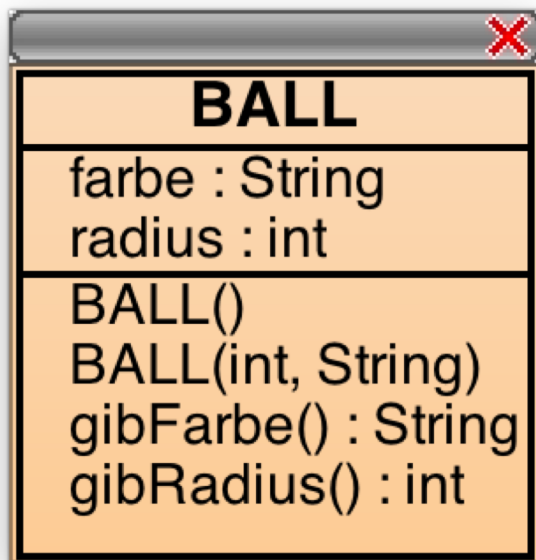 BALL
farbe : String
radius : int
BALL()
BALL(int, String)
gibFarbe() : String
gibRadius() : int